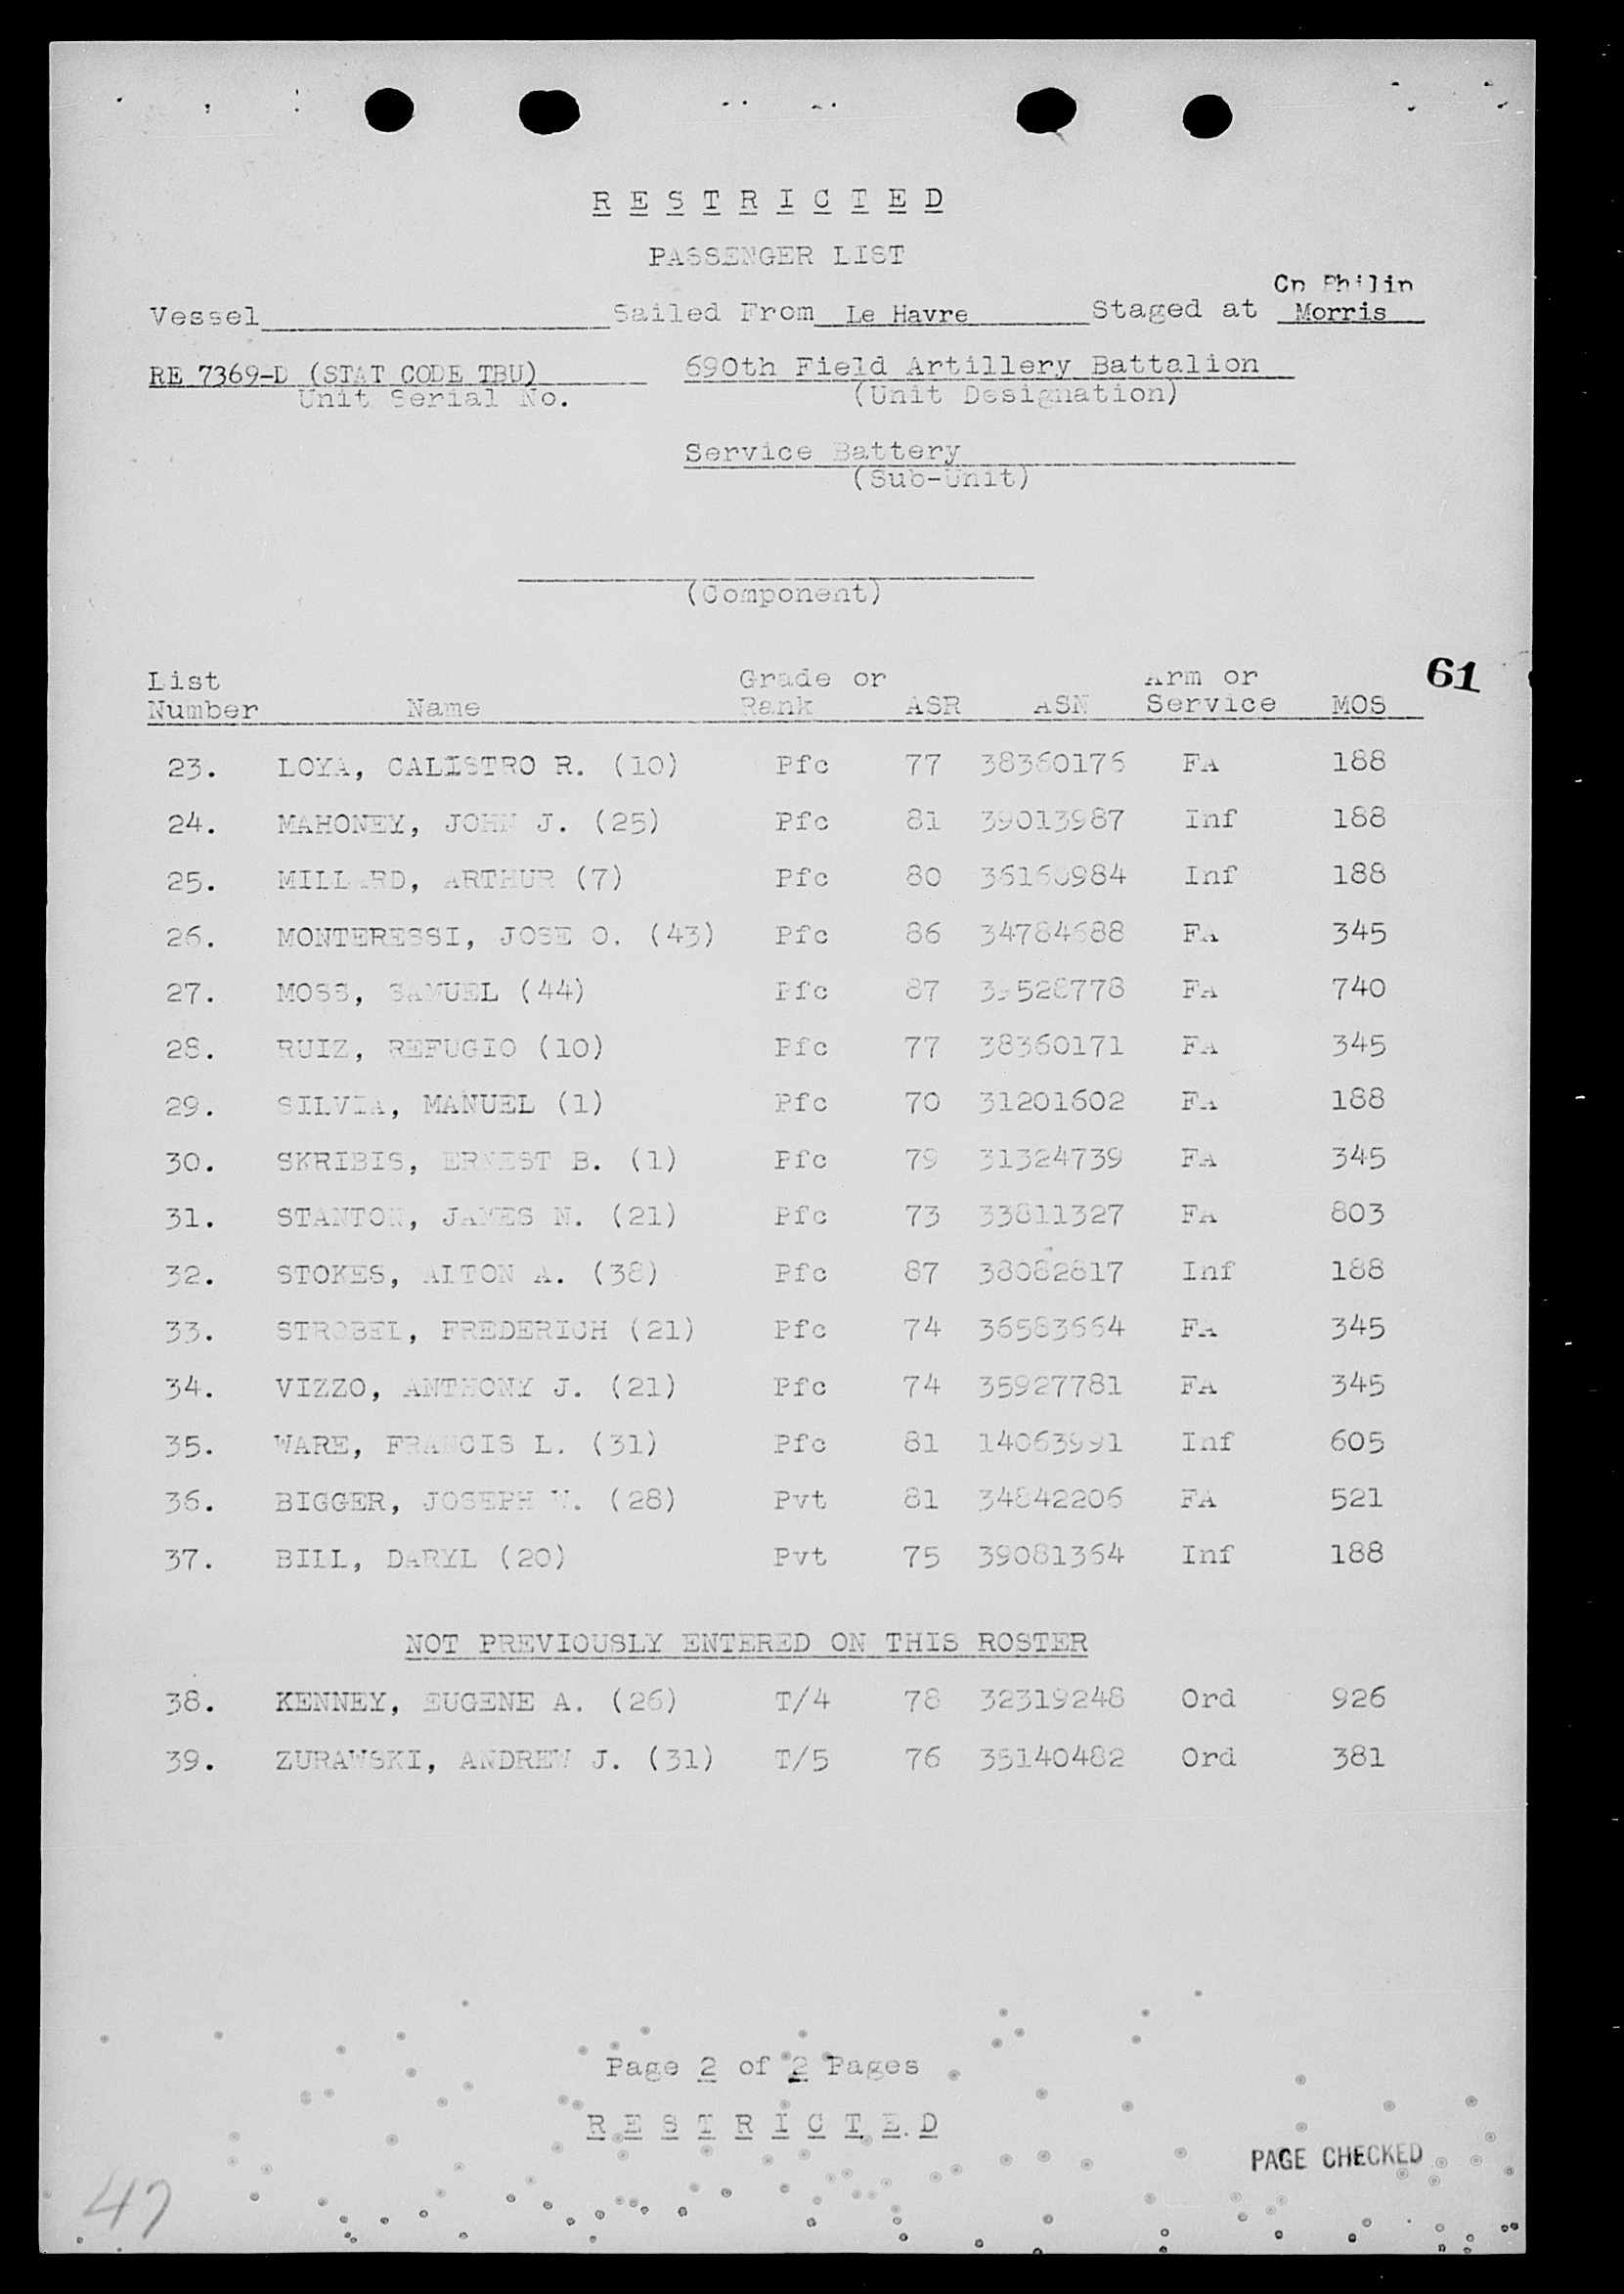 R E S T R I C T E D
PASSENGER LIST
Cp Philip
Vessel Sailed From Le Havre Staged at Morris
RE 7369-D (STAT CODE TBU) 690th Field Artillery Battalion
Unit Serial No. (Unit Designation)
Service Battery
(Sub-Unit)
(Component)
61
List Grade or Arm or
Number Name Rank ASR ASN Service MOS
23. LOYA, CALISTRO R. (10) Pfc 77 38360176 FA 188
24. MAHONEY, JOHN J. (25) Pfc 81 39013987 Inf 188
25. MILLARD, ARTHUR (7) Pfc 80 36160984 Inf 188
26. MONTERESSI, JOSE O. (43) Pfc 86 34784688 FA 345
27. MOSS, SAMUEL (44) Pfc 87 39528778 FA 740
28. RUIZ, REFUGIO (10) Pfc 77 38360171 FA 345
29. SILVIA, MANUEL (1) Pfc 70 31201602 FA 188
30. SKRIBIS, ERNEST B. (1) Pfc 79 31324739 FA 345
31. STANTON, JAMES N. (21) Pfc 73 33811327 FA 803
32. STOKES, ALTON A. (38) Pfc 87 38082817 Inf 188
33. STROBEL, FREDERICH (21) Pfc 74 36583664 FA 345
34. VIZZO, ANTHONY J. (21) Pfc 74 35927781 FA 345
35. WARE, FRANCIS L. (31) Pfc 81 14063991 Inf 605
36. BIGGER, JOSEPH W. (28) Pvt 81 34842206 FA 521
37. BILL, DARYL (20) Pvt 75 39081364 Inf 188
NOT PREVIOUSLY ENTERED ON THIS ROSTER
38. KENNEY, EUGENE A. (26) T/4 78 32319248 Ord 926
39. ZURAWSKI, ANDREW J. (31) T/5 76 35140482 Ord 381
Page 2 of 2 Pages
R E S T R I C T E D
PAGE CHECKED
47